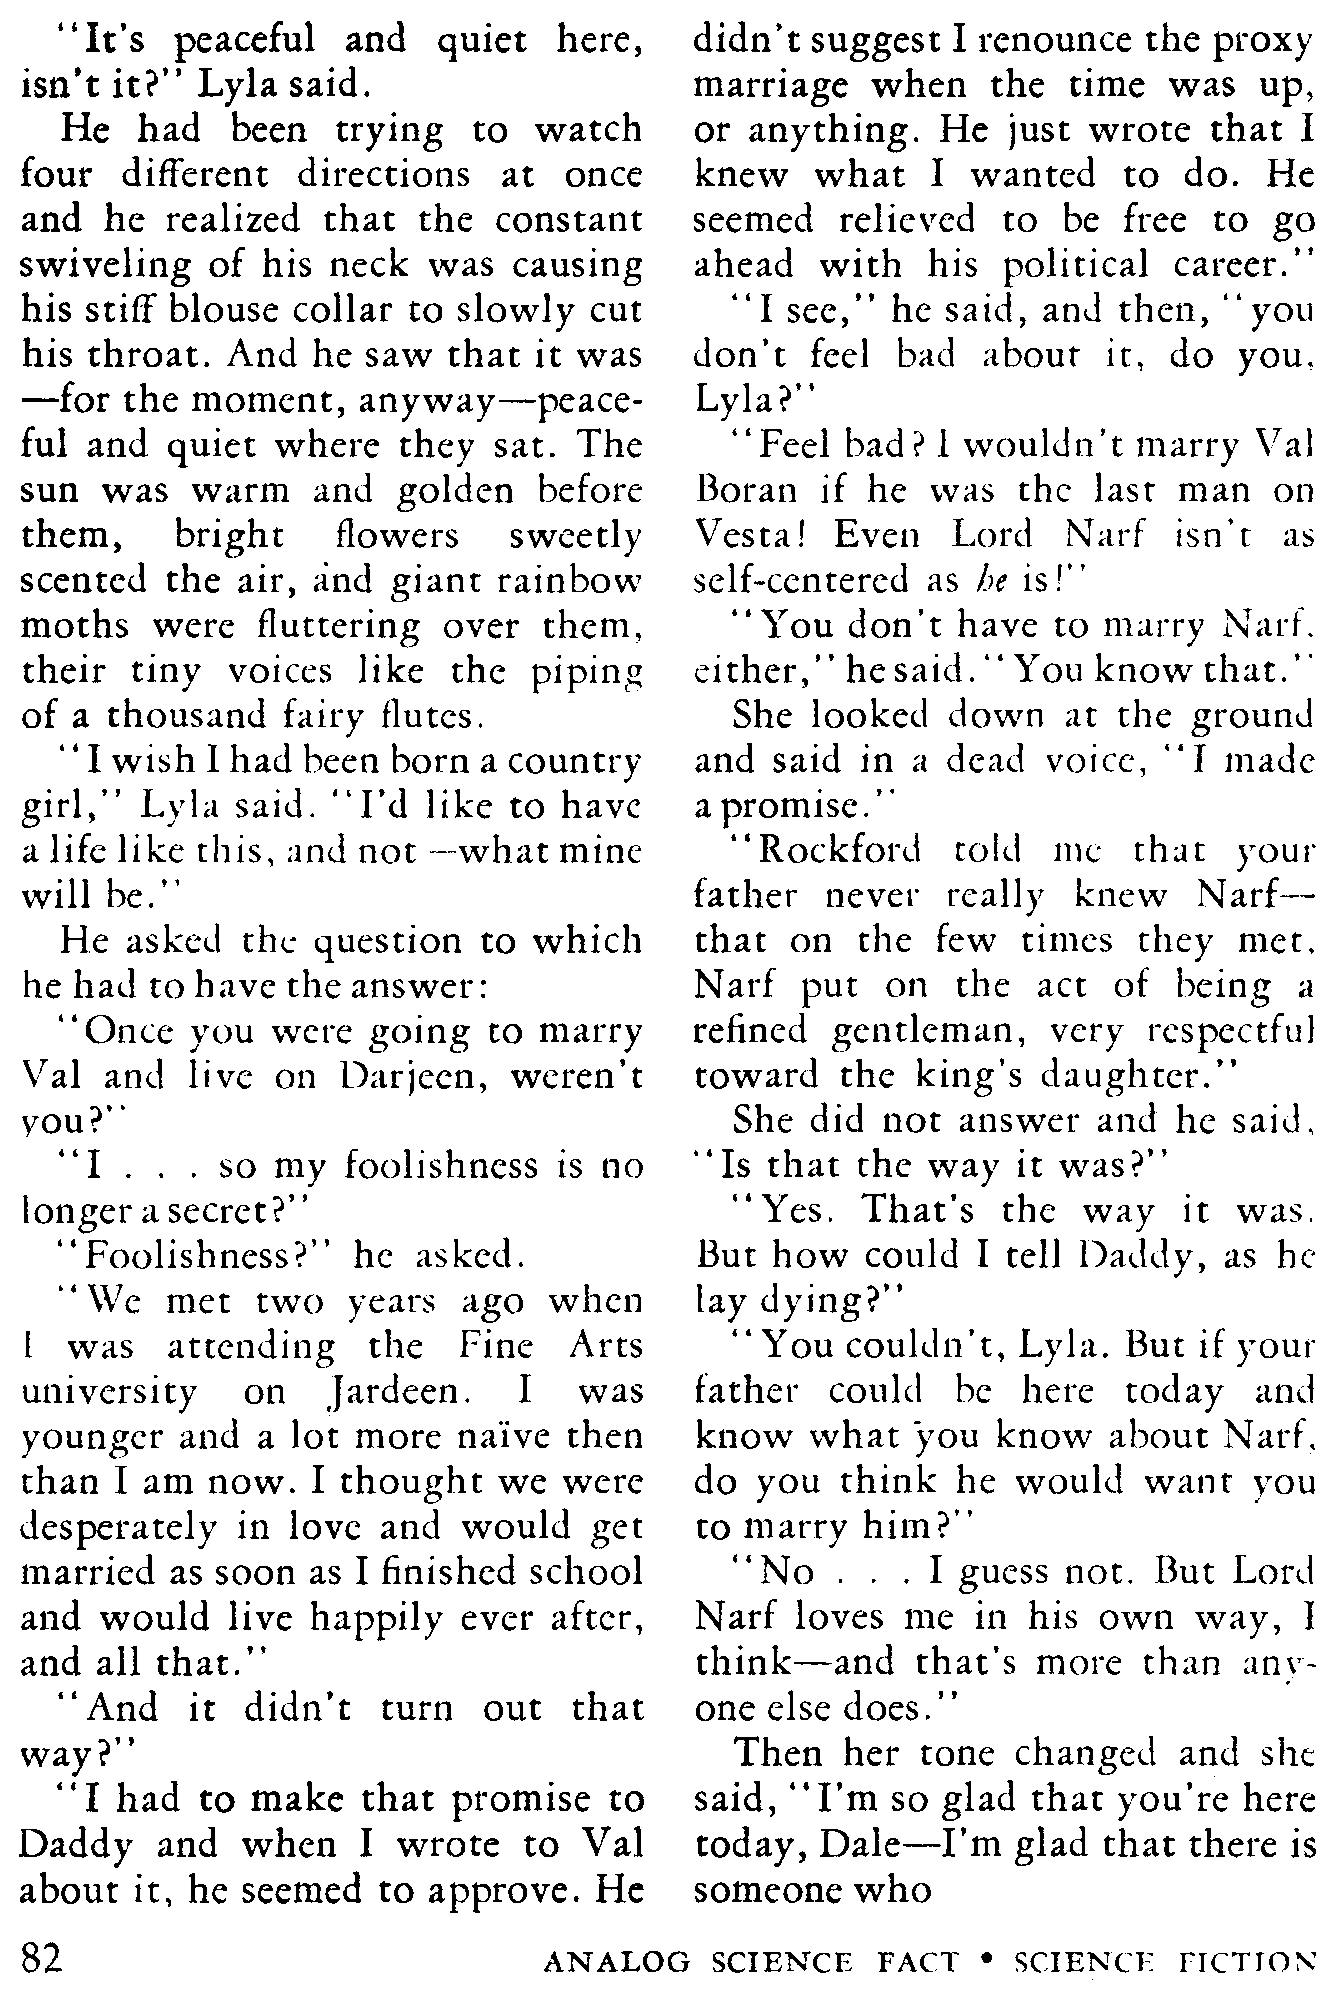 "It's peaceful and quiet here,
isn't it?" Lyla said.
He had been trying to watch
four different directions at once
and he realized that the constant
swiveling of his neck was causing
his stiff blouse collar to slowly cut
his throat. And he saw that it was
—for the moment, anyway—peace-
ful and quiet where they sat. The
sun was warm and golden before
them, bright flowers sweetly
scented the air, and giant rainbow
moths were fluttering over them,
their tiny voices like the piping
of a thousand fairy flutes.
"I wish I had been born a country
girl," Lyla said. "I'd like to have
a life like this, and not —what mine
will be."
He asked the question to which
he had to have the answer:
"Once you were going to marry
Val and live on Darjeen, weren't
you?"
"I . . . so my foolishness is no
longer a secret?"
"Foolishness?" he asked.
"We met two years ago when
I was attending the Fine Arts
university on Jardeen. I was
younger and a lot more naïve then
than I am now. I thought we were
desperately in love and would get
married as soon as I finished school
and would live happily ever after,
and all that."
"And it didn't turn out that
way?"
"I had to make that promise to
Daddy and when I wrote to Val
about it, he seemed to approve. He
didn't suggest I renounce the proxy
marriage when the time was up,
or anything. He just wrote that I
knew what I wanted to do. He
seemed relieved to be free to go
ahead with his political career."
"I see," he said, and then, "you
don't feel bad about it, do you,
Lyla?"
"Feel bad? I wouldn't marry Val
Boran if he was the last man on
Vesta! Even Lord Narf isn't as
self-centered as he is!"
"You don't have to marry Narf,
either," he said. "You know that."
She looked down at the ground
and said in a dead voice, "I made
a promise."
"Rockford told me that your
father never really knew Narf—
that on the few times they met,
Narf put on the act of being a
refined gentleman, very respectful
toward the king's daughter."
She did not answer and he said,
"Is that the way it was?"
"Yes. That's the way it was.
But how could I tell Daddy, as he
lay dying?"
"You couldn't, Lyla. But if your
father could be here today and
know what you know about Narf,
do you think he would want you
to marry him?"
"No . . . I guess not. But Lord
Narf loves me in his own way, I
think—and that's more than any-
one else does."
Then her tone changed and she
said, "I'm so glad that you're here
today, Dale—I'm glad that there is
someone who
82 ANALOG SCIENCE FACT • SCIENCE FICTION